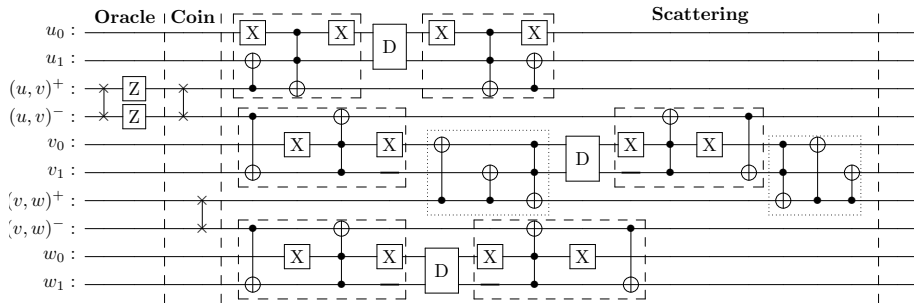 Oracle Coin Scattering
u₀ : X X D X X
u₁ :
(u, v)⁺ : Z
(u, v)⁻ : Z
v₀ : X X D X X
v₁ :
(v, w)⁺ :
(v, w)⁻ :
w₀ : X X D X X
w₁ :